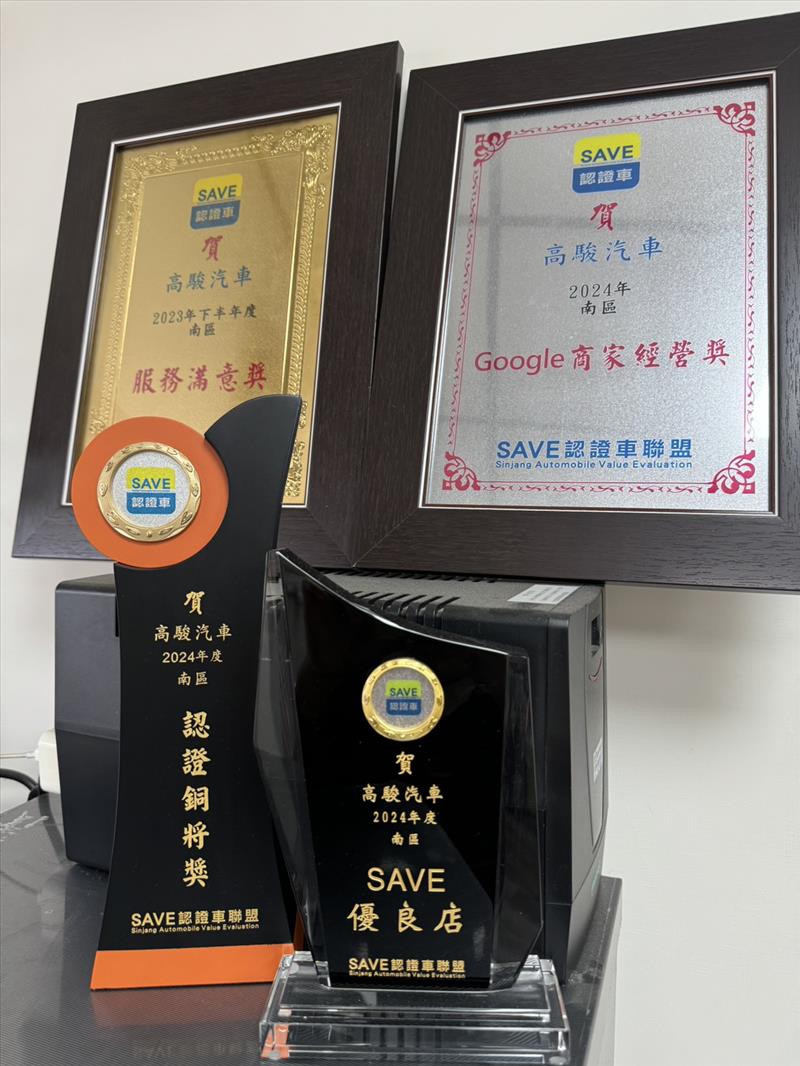 SAVE
認證車
賀
高駿汽車
2023年下半年度
南區
服務滿意獎
SAVE
認證車
賀
高駿汽車
2024年
南區
Google商家經營獎
SAVE認證車聯盟
Sinjang Automobile Value Evaluation
SAVE
認證車
賀
高駿汽車
2024年度
南區
認證銅將獎
SAVE認證車聯盟
Sinjang Automobile Value Evaluation
SAVE
認證車
賀
高駿汽車
2024年度
南區
SAVE
優良店
SAVE認證車聯盟
Sinjang Automobile Value Evaluation